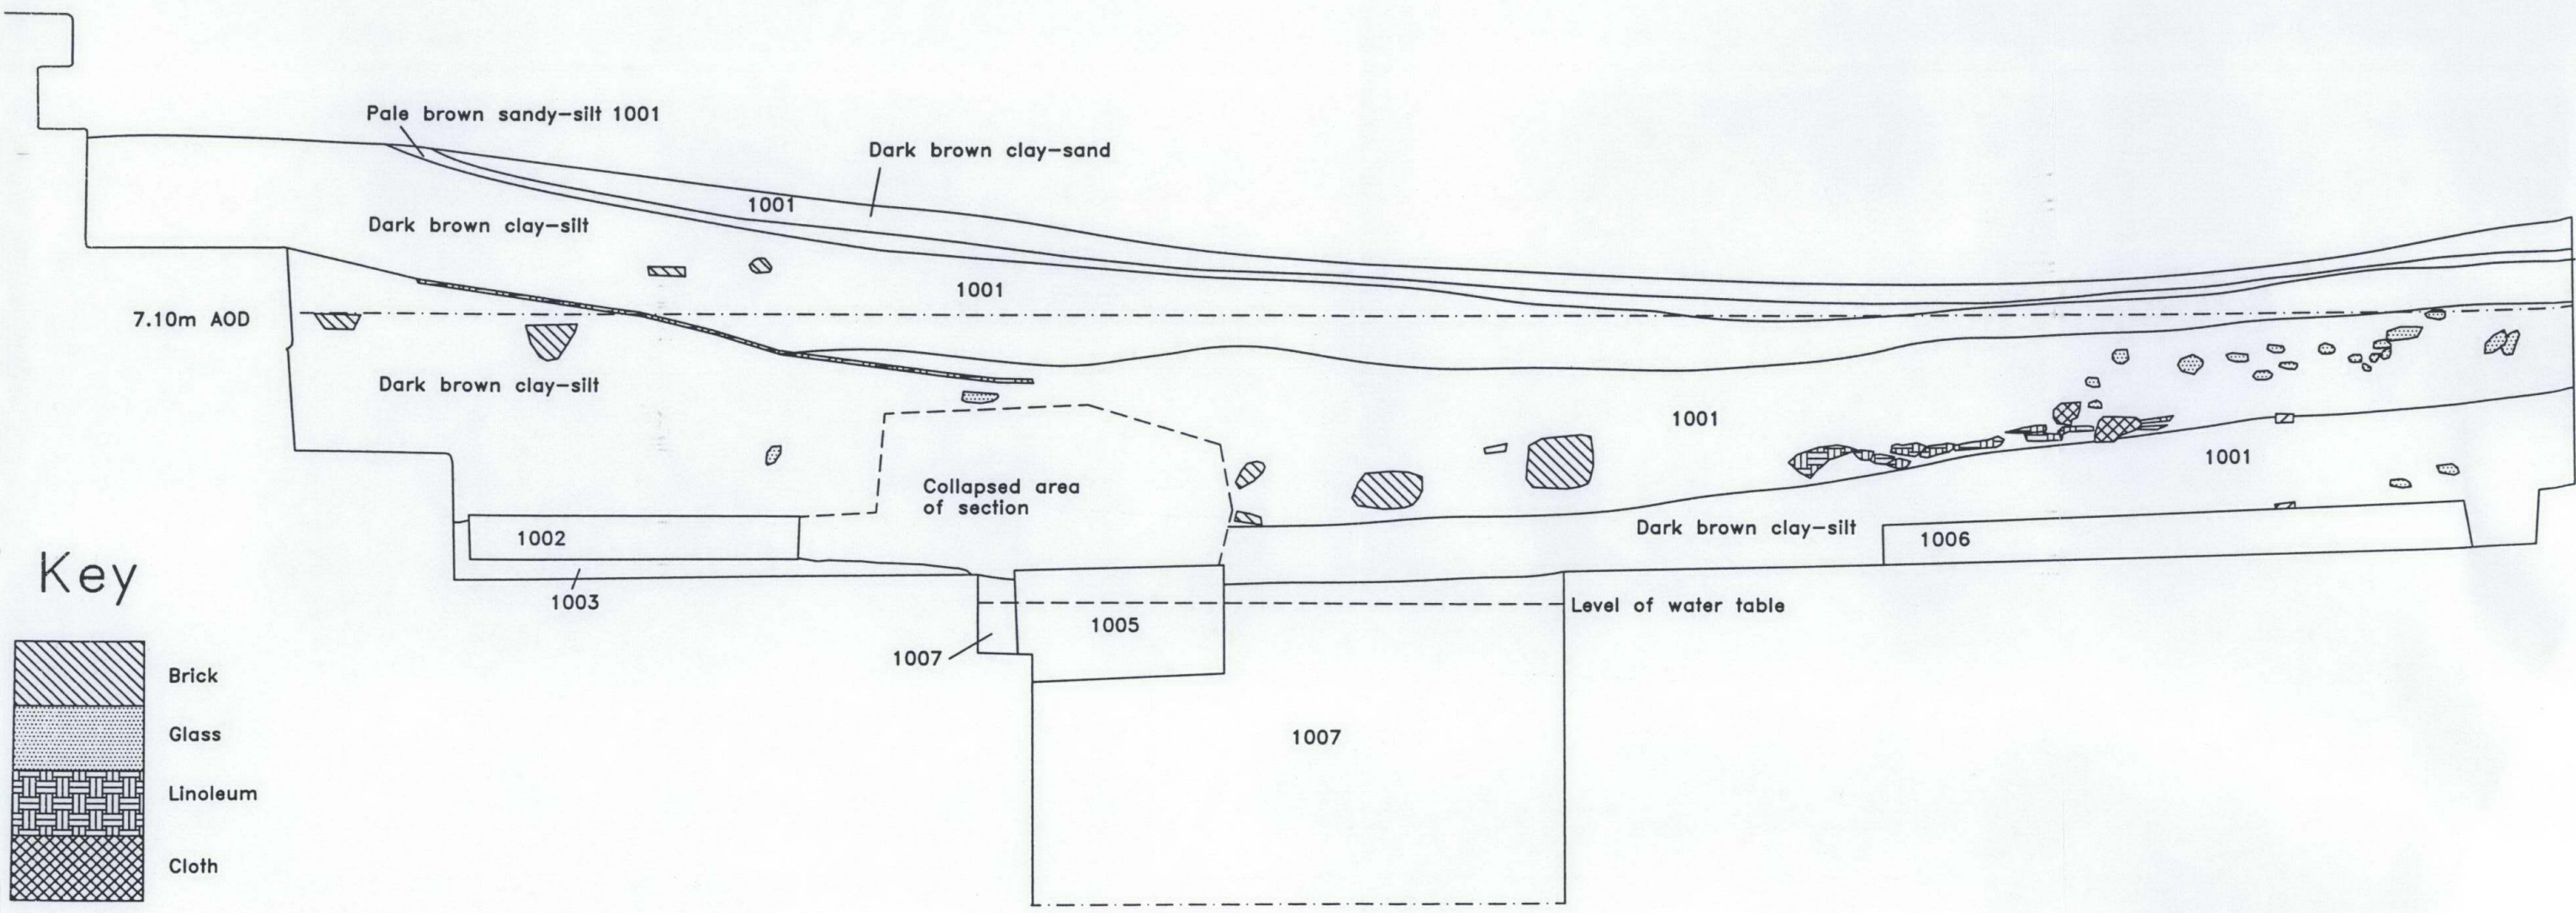 Pale brown sandy-silt 1001
Dark brown clay-sand
1001
Dark brown clay-silt
1001
7.10m AOD
Dark brown clay-silt
1001
1001
Collapsed area
of section
Dark brown clay-silt
1002
1006
1003
Level of water table
1005
1007
1007
Key
Brick
Glass
Linoleum
Cloth